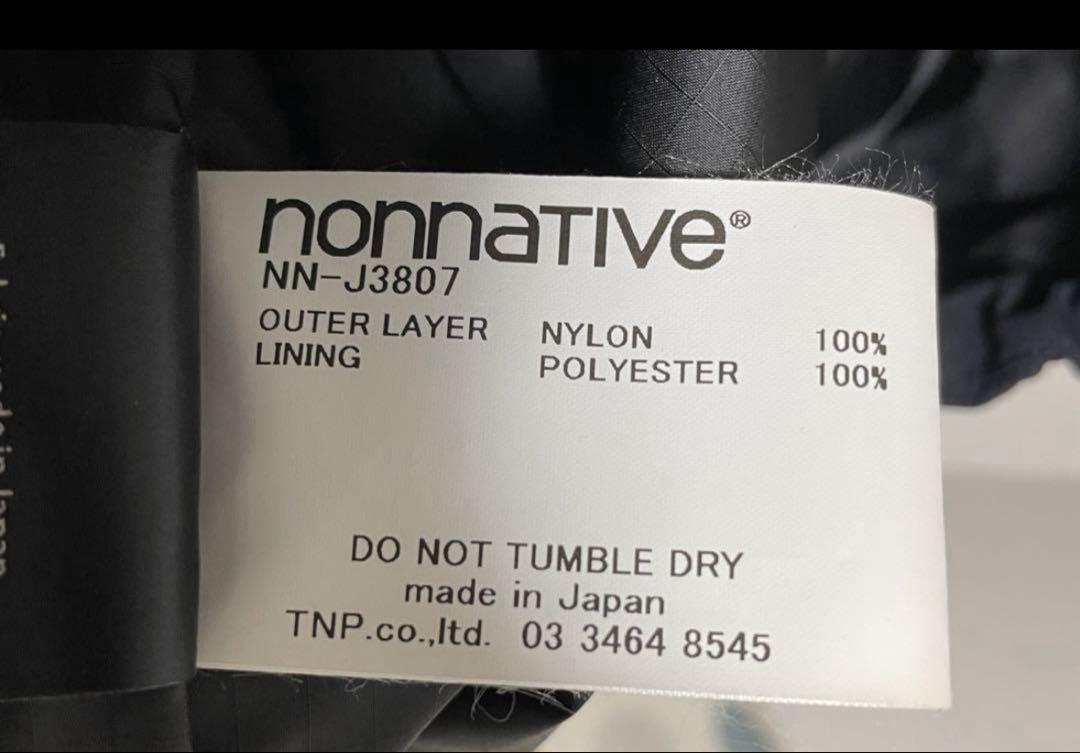 nonnaTIVe®
NN-J3807
OUTER LAYER NYLON 100%
LINING POLYESTER 100%
DO NOT TUMBLE DRY
made in Japan
TNP.co.,ltd. 03 3464 8545